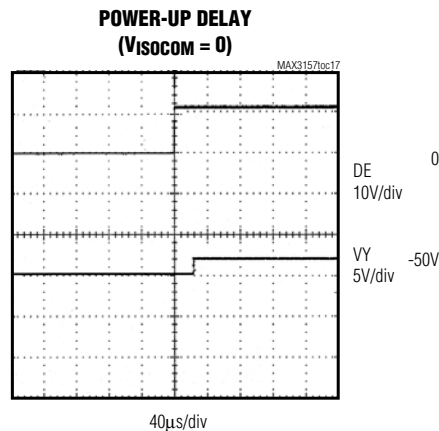 POWER-UP DELAY
(VISOCOM = 0)
MAX3157toc17
DE
10V/div
0
VY
5V/div
-50V
40μs/div